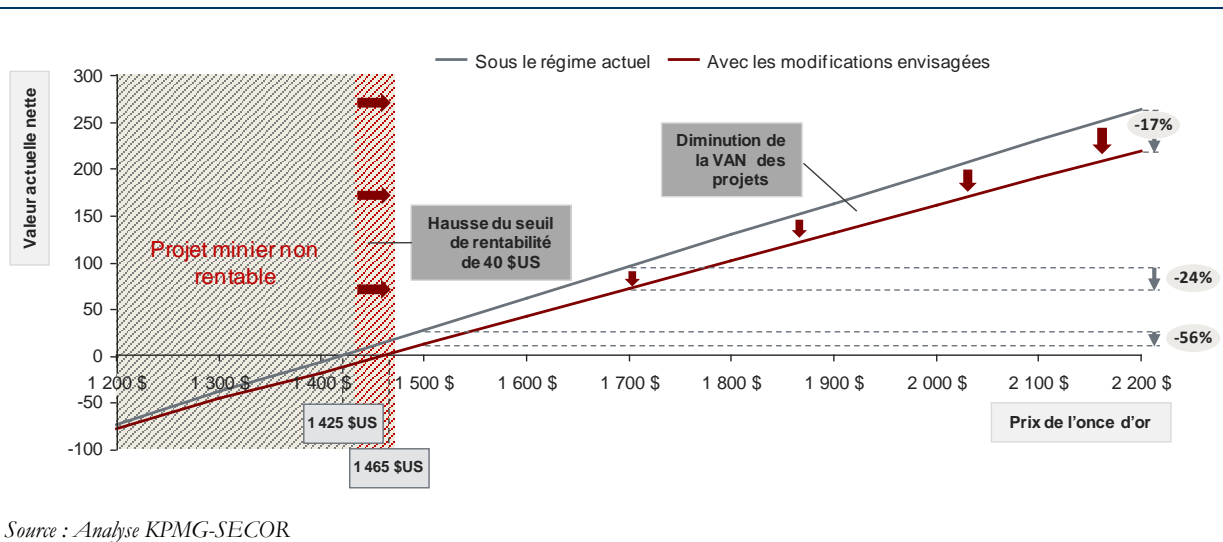 Sous le régime actuel
Avec les modifications envisagées
Valeur actuelle nette
300
250
200
150
100
50
0
-50
-100
Projet minier non
rentable
Hausse du seuil
de rentabilité
de 40 $US
Diminution de
la VAN des
projets
-17%
-24%
-56%
1 200 $
1 300 $
1 400 $
1 500 $
1 600 $
1 700 $
1 800 $
1 900 $
2 000 $
2 100 $
2 200 $
1 425 $US
1 465 $US
Prix de l'once d'or
Source : Analyse KPMG-SECOR